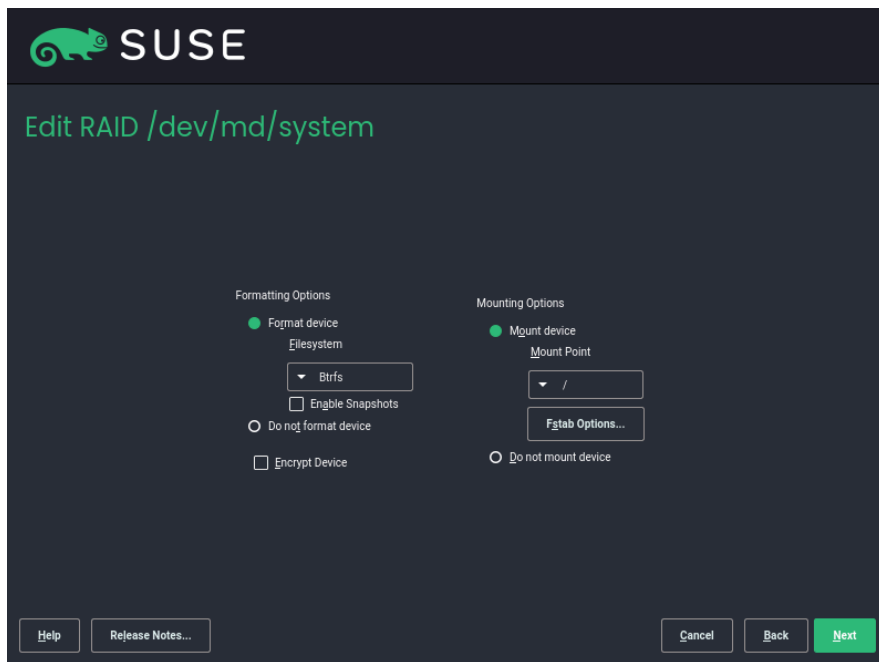 SUSE
Edit RAID /dev/md/system
Formatting Options
Format device
Filesystem
Btrfs
Enable Snapshots
Do not format device
Encrypt Device
Mounting Options
Mount device
Mount Point
/
Fstab Options...
Do not mount device
Help
Release Notes...
Cancel
Back
Next